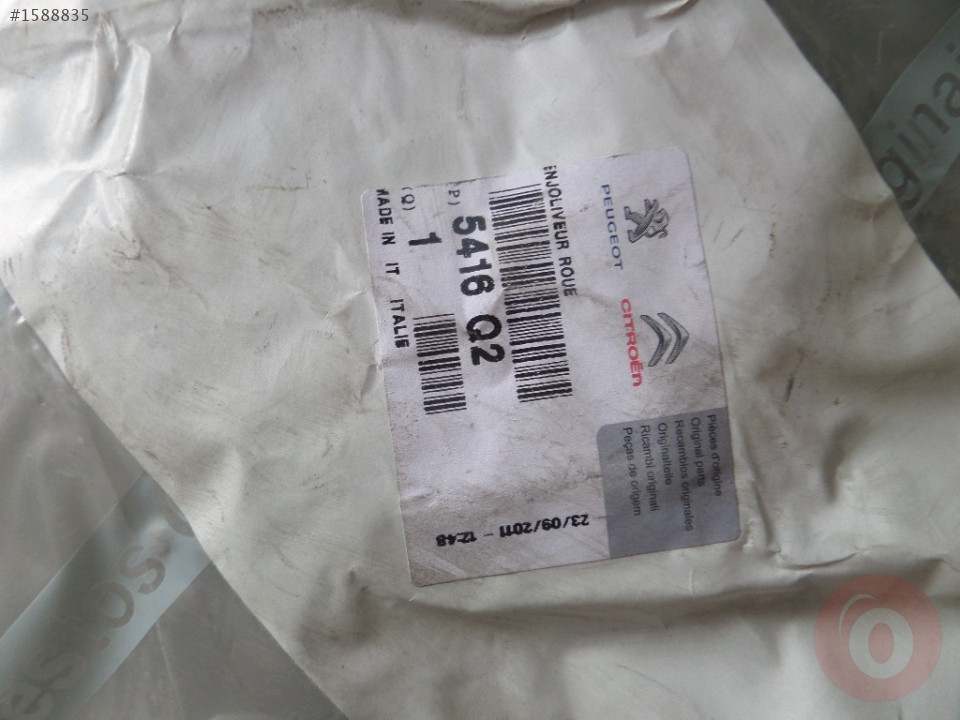 #1588835
PEUGEOT
CITROËN
ENJOLIVEUR ROUE
P) 5416 Q2
(Q) 1
MADE IN IT ITALIE
Pièces d'origine
Original parts
Recambios originales
Originalteile
Ricambi originali
Peças de origem
23/09/2011 - 12:48
ginai